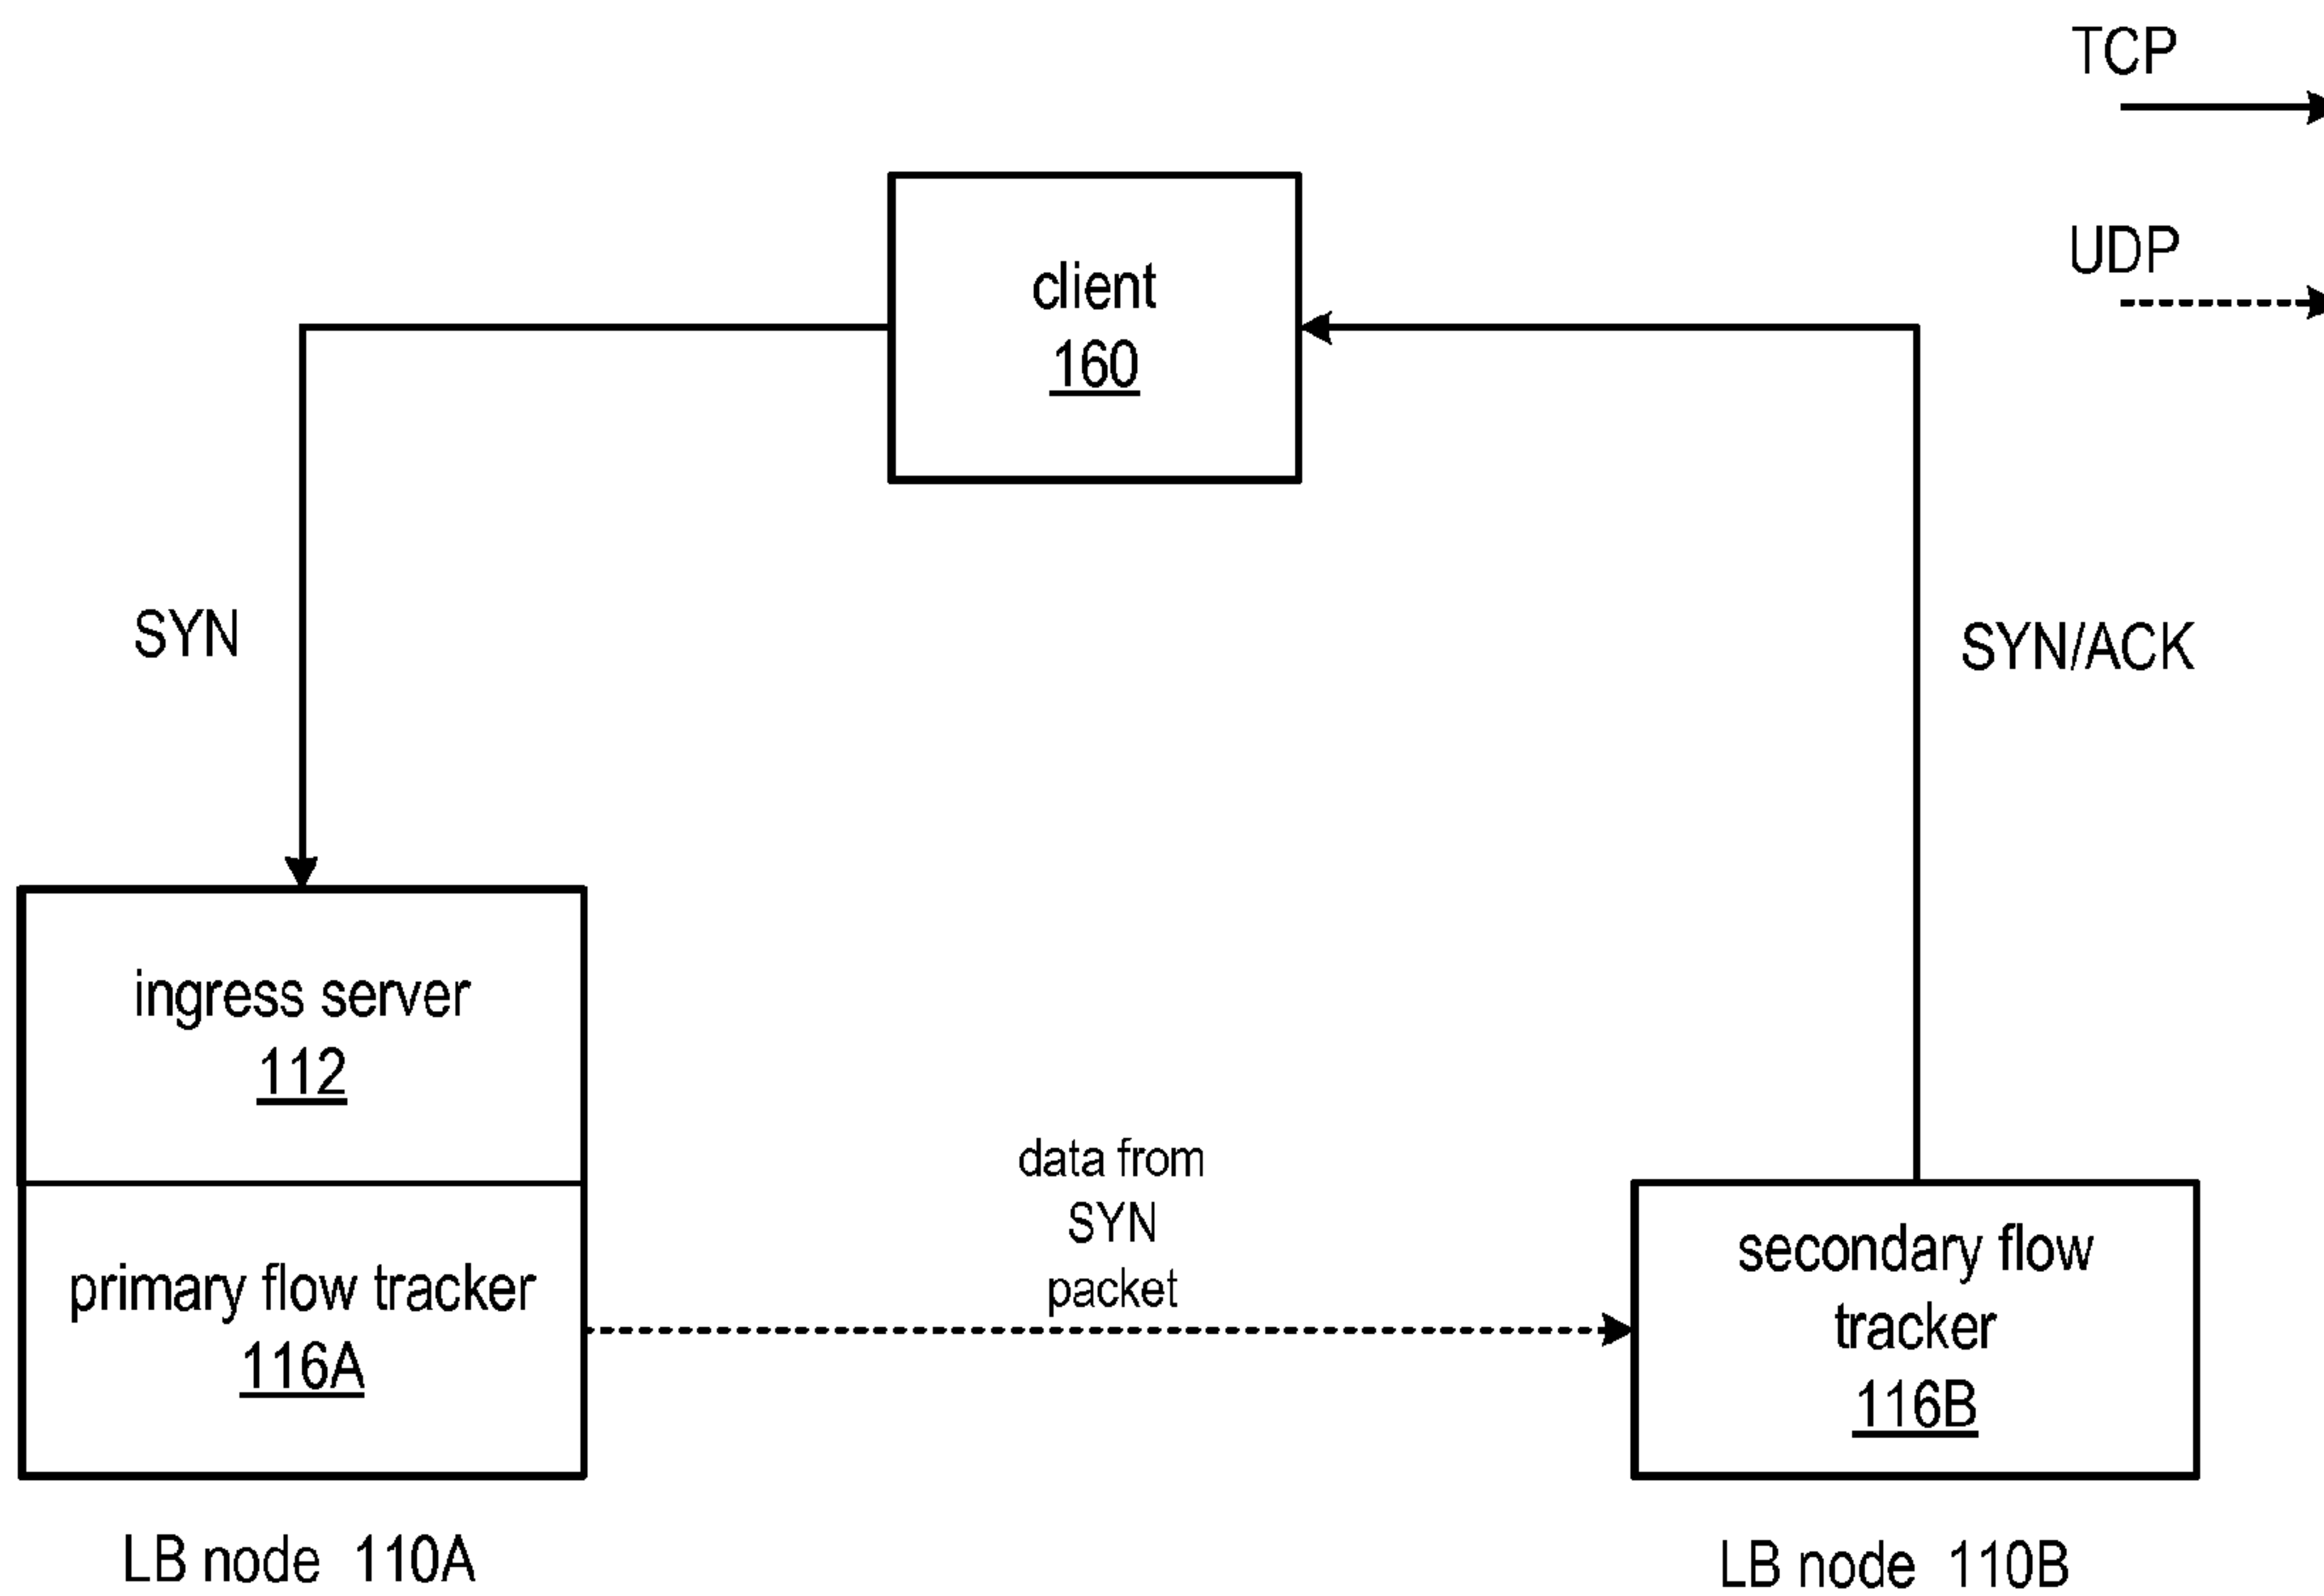 TCP
UDP
client
160
SYN
SYN/ACK
ingress server
112
data from
SYN
packet
primary flow tracker
116A
secondary flow
tracker
116B
LB node 110A
LB node 110B